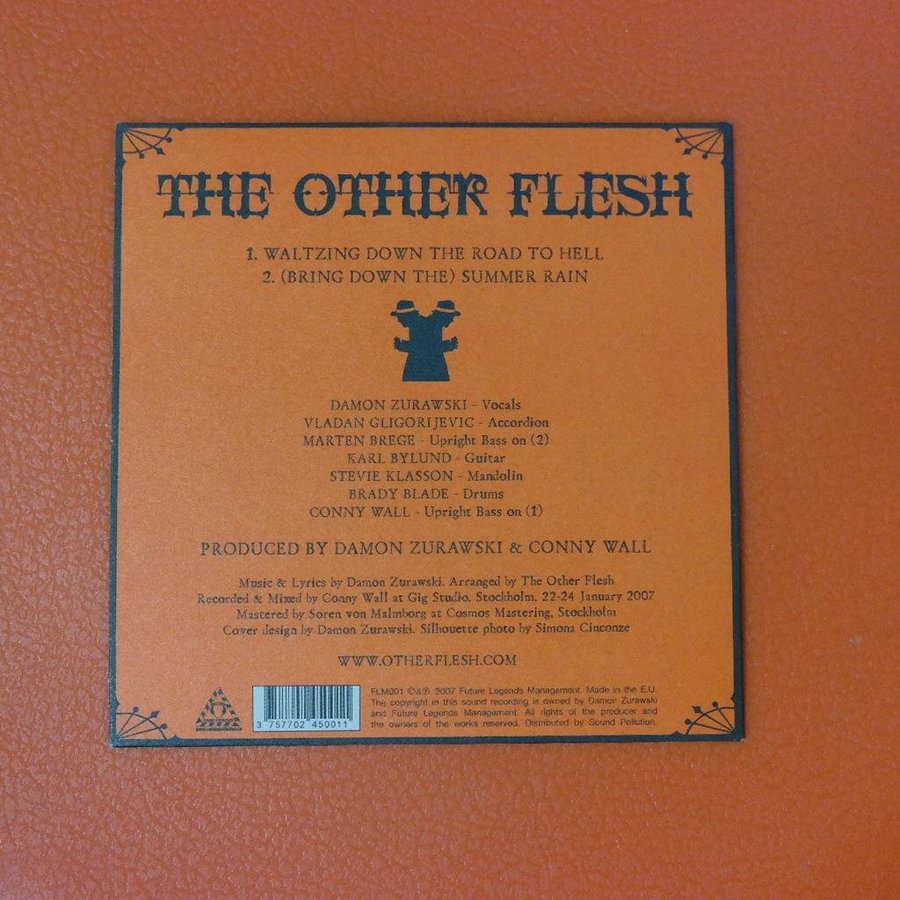 THE OTHER FLESH
1. WALTZING DOWN THE ROAD TO HELL
2. (BRING DOWN THE) SUMMER RAIN
DAMON ZURAWSKI - Vocals
VLADAN GLIGORIJEVIC - Accordion
MARTEN BREGE - Upright Bass on (2)
KARL BYLUND - Guitar
STEVIE KLASSON - Mandolin
BRADY BLADE - Drums
CONNY WALL - Upright Bass on (1)
PRODUCED BY DAMON ZURAWSKI & CONNY WALL
Music & Lyrics by Damon Zurawski. Arranged by The Other Flesh
Recorded & Mixed by Conny Wall at Gig Studio, Stockholm, 22-24 January 2007
Mastered by Soren von Malmborg at Cosmos Mastering, Stockholm
Cover design by Damon Zurawski. Silhouette photo by Simona Cinconze
WWW.OTHERFLESH.COM
FLM001 ©&℗ 2007 Future Legends Management. Made in the E.U.
The copyright in this sound recording is owned by Damon Zurawski
and Future Legends Management. All rights of the producer and
the owners of the works reserved. Distributed by Sound Pollution.
3 757702 450011